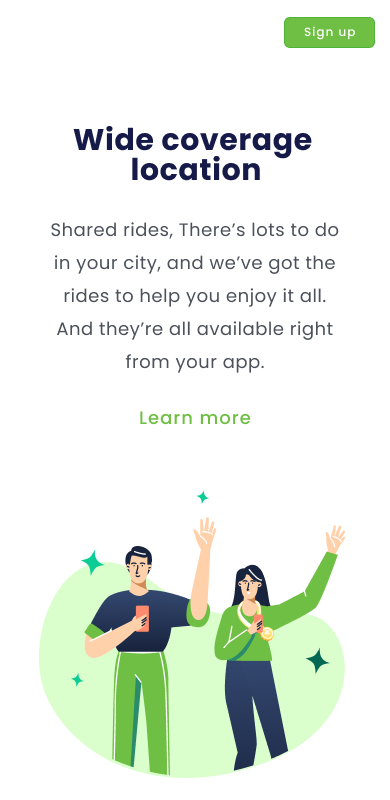 Sign up
Wide coverage
location
Shared rides, There’s lots to do
in your city, and we’ve got the
rides to help you enjoy it all.
And they’re all available right
from your app.
Learn more